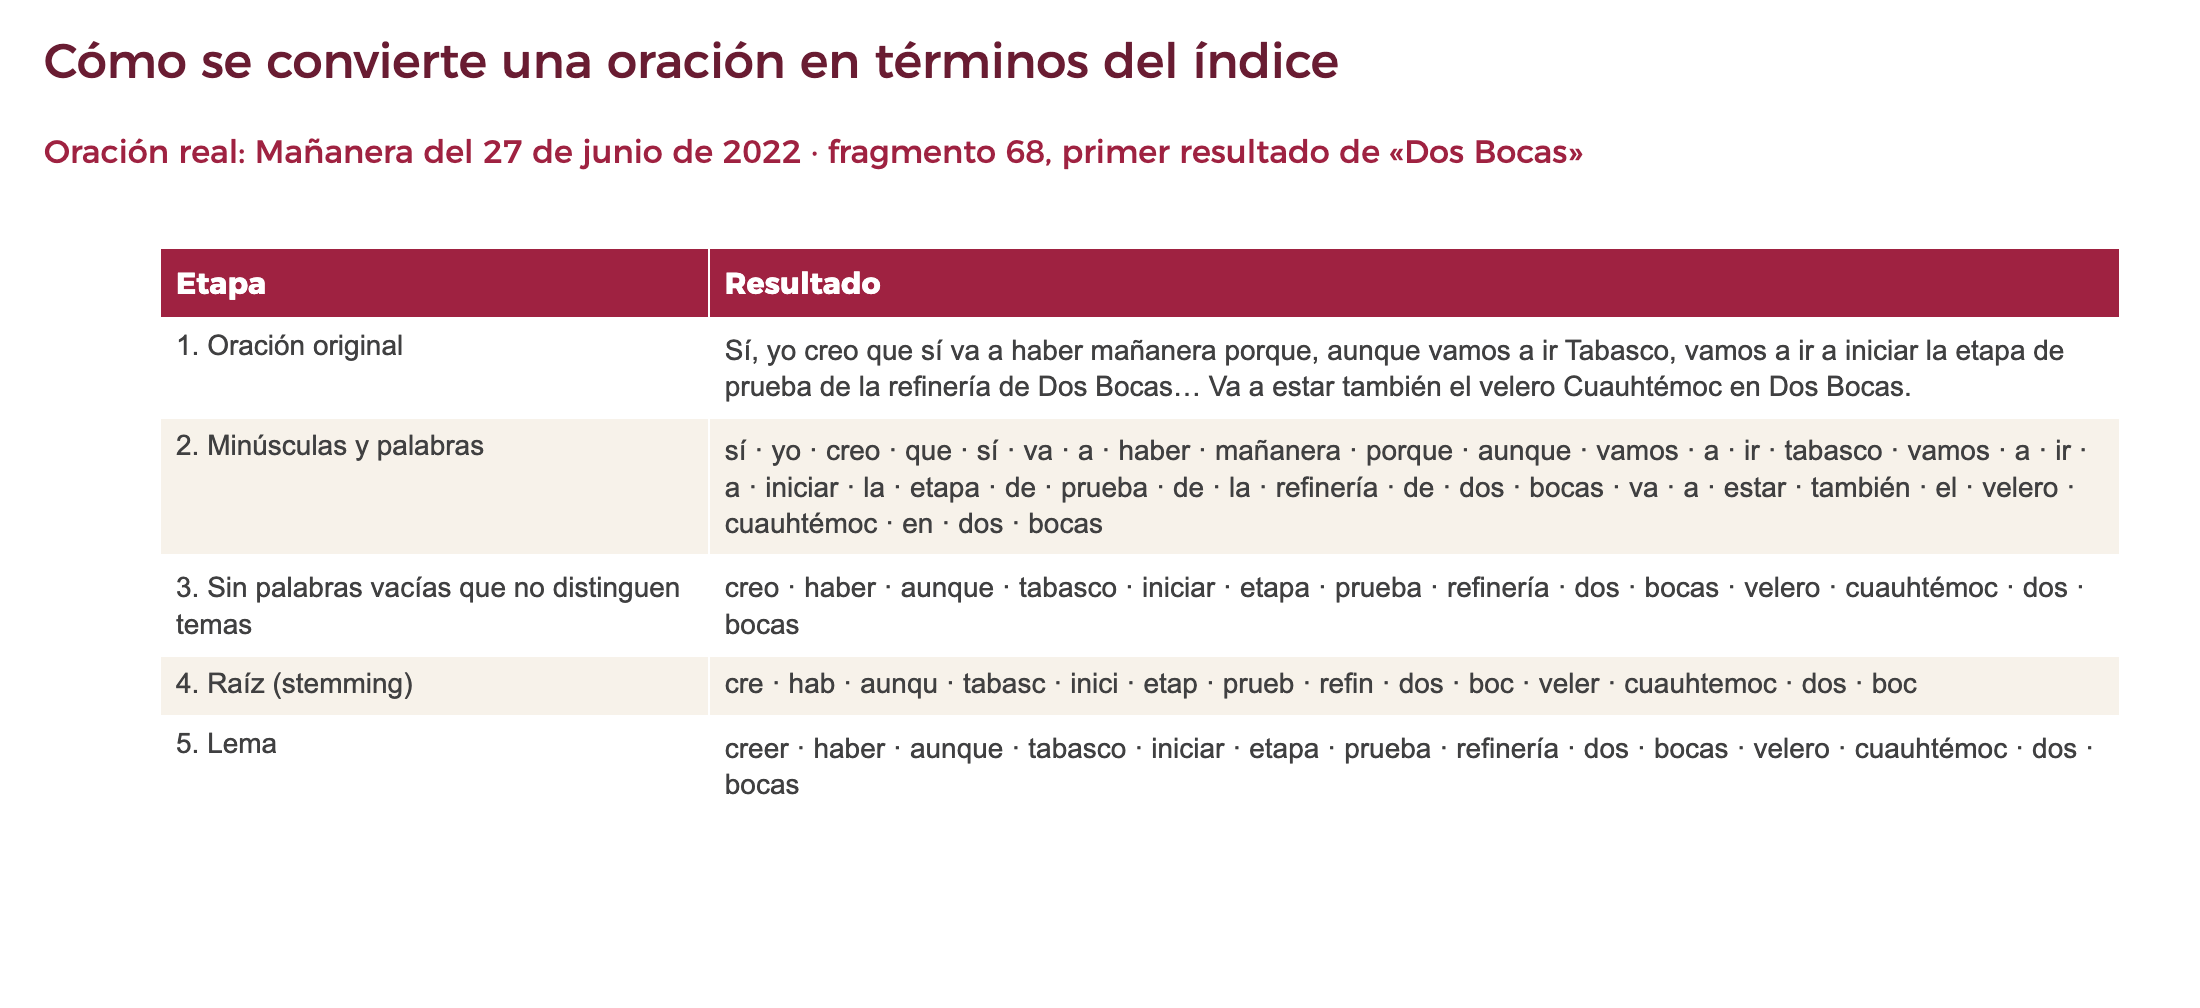 Cómo se convierte una oración en términos del índice
Oración real: Mañanera del 27 de junio de 2022 · fragmento 68, primer resultado de «Dos Bocas»
Etapa
Resultado
1. Oración original
Sí, yo creo que sí va a haber mañanera porque, aunque vamos a ir Tabasco, vamos a ir a iniciar la etapa de
prueba de la refinería de Dos Bocas… Va a estar también el velero Cuauhtémoc en Dos Bocas.
2. Minúsculas y palabras
sí · yo · creo · que · sí · va · a · haber · mañanera · porque · aunque · vamos · a · ir · tabasco · vamos · a · ir ·
a · iniciar · la · etapa · de · prueba · de · la · refinería · de · dos · bocas · va · a · estar · también · el · velero ·
cuauhtémoc · en · dos · bocas
3. Sin palabras vacías que no distinguen
temas
creo · haber · aunque · tabasco · iniciar · etapa · prueba · refinería · dos · bocas · velero · cuauhtémoc · dos ·
bocas
4. Raíz (stemming)
cre · hab · aunqu · tabasc · inici · etap · prueb · refin · dos · boc · veler · cuauhtemoc · dos · boc
5. Lema
creer · haber · aunque · tabasco · iniciar · etapa · prueba · refinería · dos · bocas · velero · cuauhtémoc · dos ·
bocas